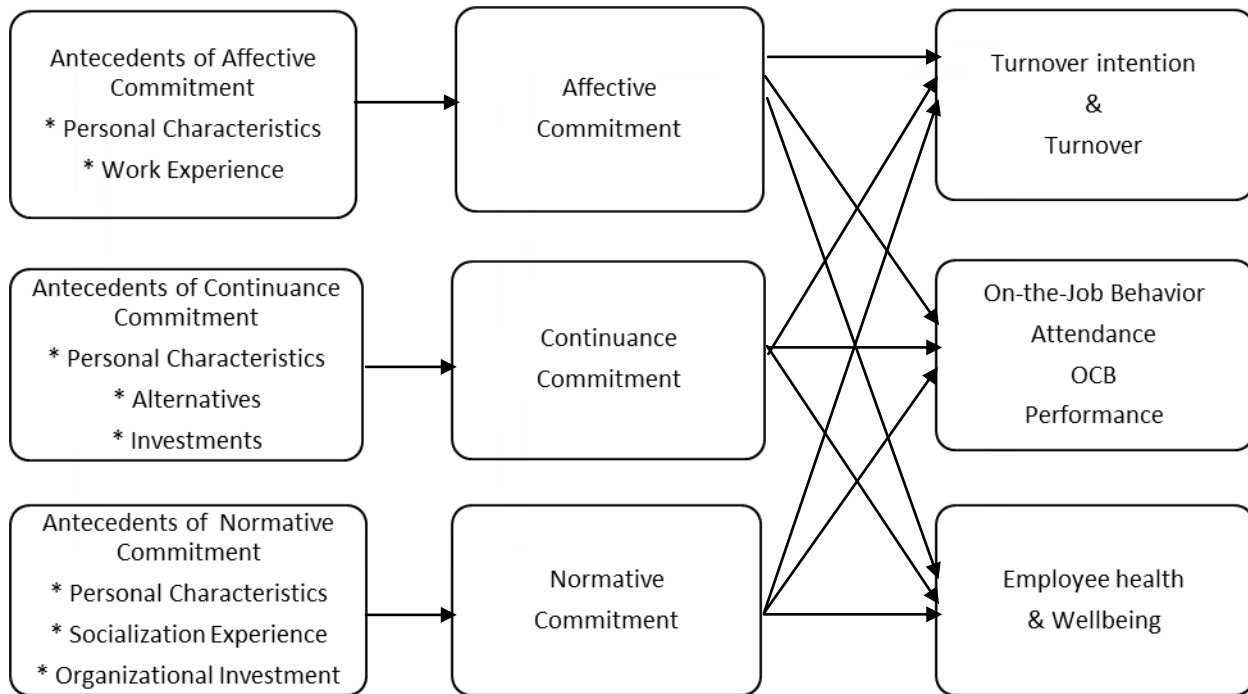 Antecedents of Affective
Commitment
* Personal Characteristics
* Work Experience
Affective
Commitment
Turnover intention
&
Turnover
Antecedents of Continuance
Commitment
* Personal Characteristics
* Alternatives
* Investments
Continuance
Commitment
On-the-Job Behavior
Attendance
OCB
Performance
Antecedents of Normative
Commitment
* Personal Characteristics
* Socialization Experience
* Organizational Investment
Normative
Commitment
Employee health
& Wellbeing